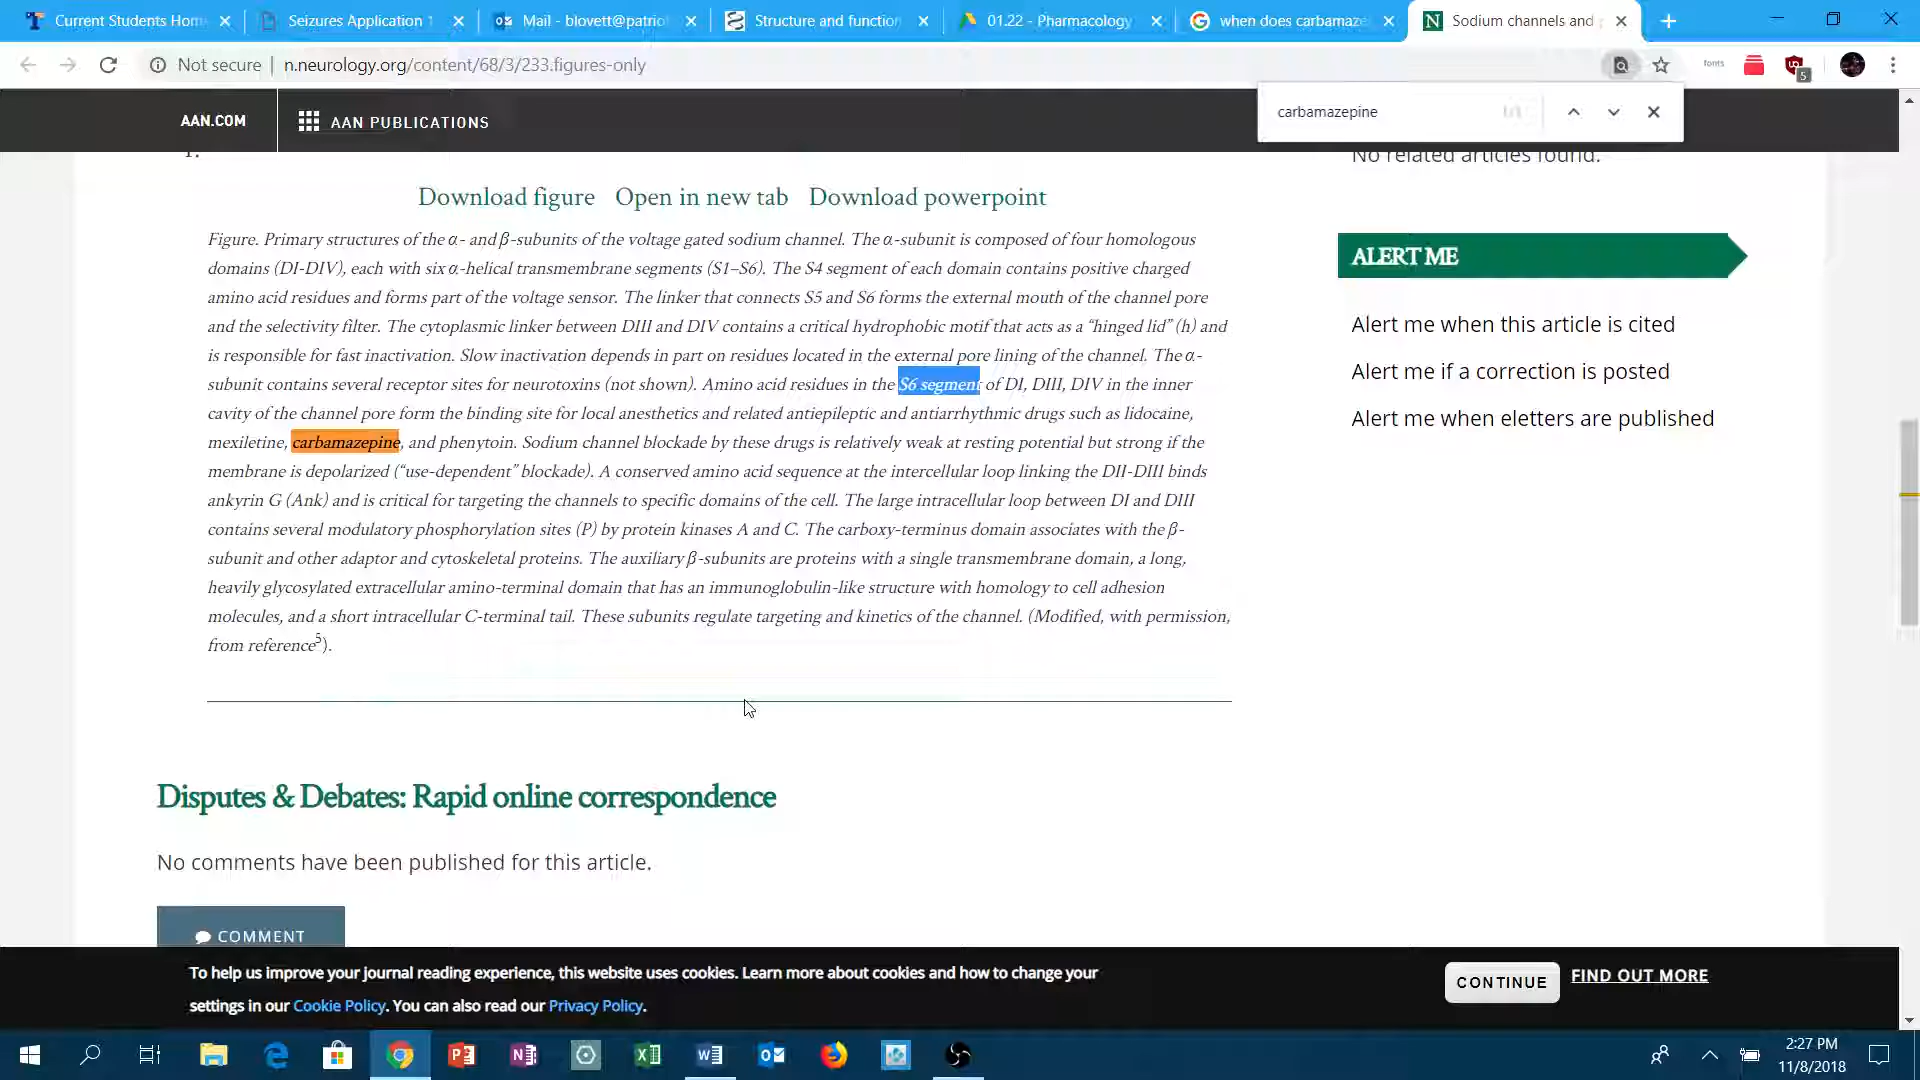 Current Students Hom
Seizures Application 1
Mail - blovett@patrio
Structure and function
01.22 - Pharmacology
when does carbamaze
Sodium channels and
Not secure | n.neurology.org/content/68/3/233.figures-only
fonts
5
carbamazepine 1/1
AAN.COM
AAN PUBLICATIONS
1.
No related articles found.
Download figure Open in new tab Download powerpoint
Figure. Primary structures of the α- and β-subunits of the voltage gated sodium channel. The α-subunit is composed of four homologous
domains (DI-DIV), each with six α-helical transmembrane segments (S1–S6). The S4 segment of each domain contains positive charged
amino acid residues and forms part of the voltage sensor. The linker that connects S5 and S6 forms the external mouth of the channel pore
and the selectivity filter. The cytoplasmic linker between DIII and DIV contains a critical hydrophobic motif that acts as a “hinged lid” (h) and
is responsible for fast inactivation. Slow inactivation depends in part on residues located in the external pore lining of the channel. The α-
subunit contains several receptor sites for neurotoxins (not shown). Amino acid residues in the S6 segment of DI, DIII, DIV in the inner
cavity of the channel pore form the binding site for local anesthetics and related antiepileptic and antiarrhythmic drugs such as lidocaine,
mexiletine, carbamazepine, and phenytoin. Sodium channel blockade by these drugs is relatively weak at resting potential but strong if the
membrane is depolarized (“use-dependent” blockade). A conserved amino acid sequence at the intercellular loop linking the DII-DIII binds
ankyrin G (Ank) and is critical for targeting the channels to specific domains of the cell. The large intracellular loop between DI and DIII
contains several modulatory phosphorylation sites (P) by protein kinases A and C. The carboxy-terminus domain associates with the β-
subunit and other adaptor and cytoskeletal proteins. The auxiliary β-subunits are proteins with a single transmembrane domain, a long,
heavily glycosylated extracellular amino-terminal domain that has an immunoglobulin-like structure with homology to cell adhesion
molecules, and a short intracellular C-terminal tail. These subunits regulate targeting and kinetics of the channel. (Modified, with permission,
from reference5).
ALERT ME
Alert me when this article is cited
Alert me if a correction is posted
Alert me when eletters are published
Disputes & Debates: Rapid online correspondence
No comments have been published for this article.
COMMENT
To help us improve your journal reading experience, this website uses cookies. Learn more about cookies and how to change your
settings in our Cookie Policy. You can also read our Privacy Policy.
CONTINUE
FIND OUT MORE
2:27 PM
11/8/2018